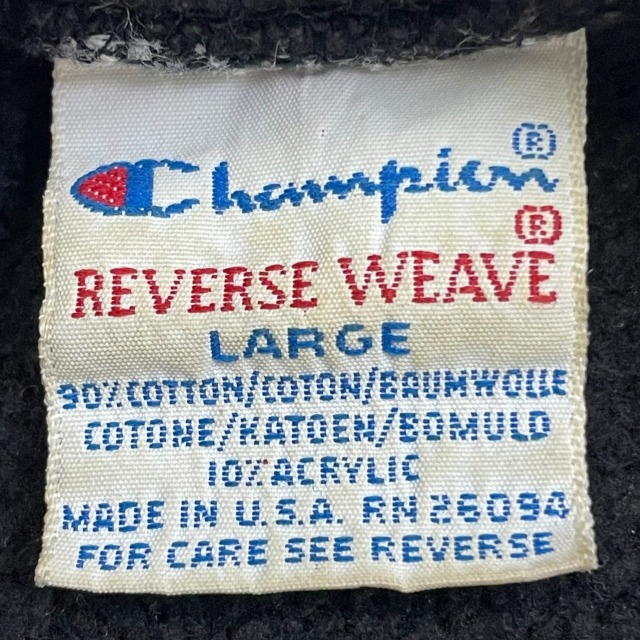 Champion®
REVERSE WEAVE®
LARGE
90% COTTON/COTON/BAUMWOLLE
COTONE/KATOEN/BOMULD
10% ACRYLIC
MADE IN U.S.A. RN 26094
FOR CARE SEE REVERSE